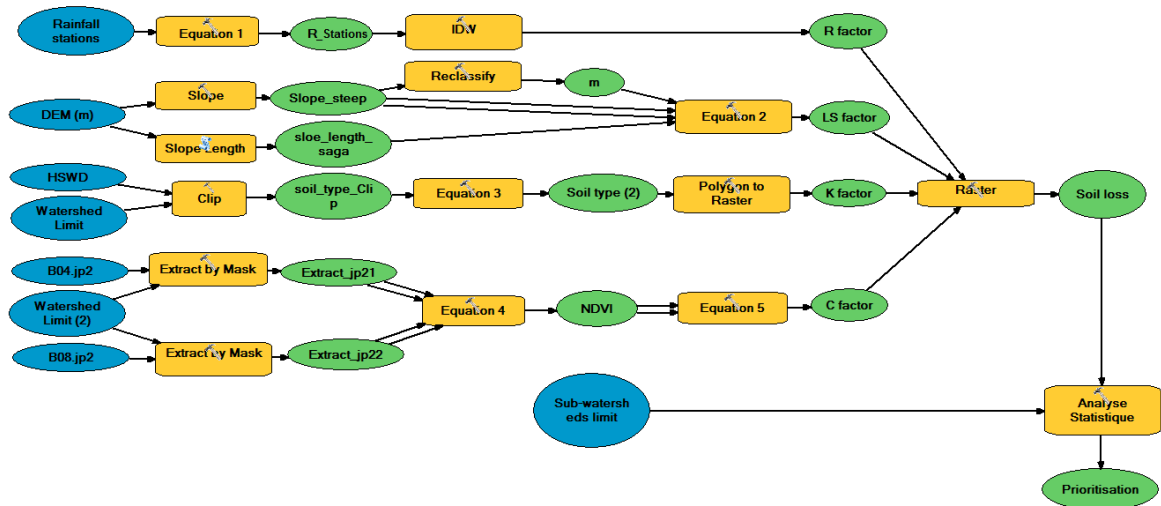 Rainfall
stations
Equation 1
R_Stations
IDW
R factor
DEM (m)
Slope
Slope_steep
Reclassify
m
Slope Length
sloe_length_
saga
Equation 2
LS factor
HSWD
Watershed
Limit
Clip
soil_type_Cli
p
Equation 3
Soil type (2)
Polygon to
Raster
K factor
Raster
Soil loss
B04.jp2
Watershed
Limit (2)
B08.jp2
Extract by Mask
Extract by Mask
Extract_jp21
Extract_jp22
Equation 4
NDVI
Equation 5
C factor
Sub-watersh
eds limit
Analyse
Statistique
Prioritisation